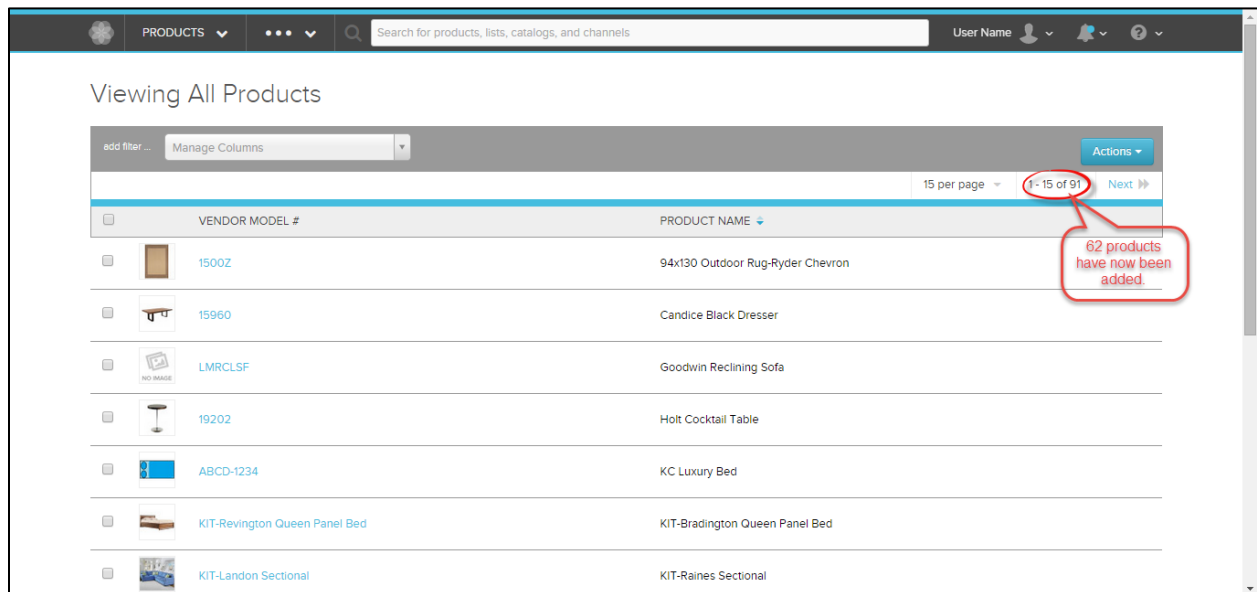 PRODUCTS
Search for products, lists, catalogs, and channels
User Name
Viewing All Products
add filter ...
Manage Columns
Actions
15 per page
1 - 15 of 91
Next
VENDOR MODEL #
PRODUCT NAME
62 products
have now been
added.
1500Z
94x130 Outdoor Rug-Ryder Chevron
15960
Candice Black Dresser
NO IMAGE
LMRCLSF
Goodwin Reclining Sofa
19202
Holt Cocktail Table
ABCD-1234
KC Luxury Bed
KIT-Revington Queen Panel Bed
KIT-Bradington Queen Panel Bed
KIT-Landon Sectional
KIT-Raines Sectional